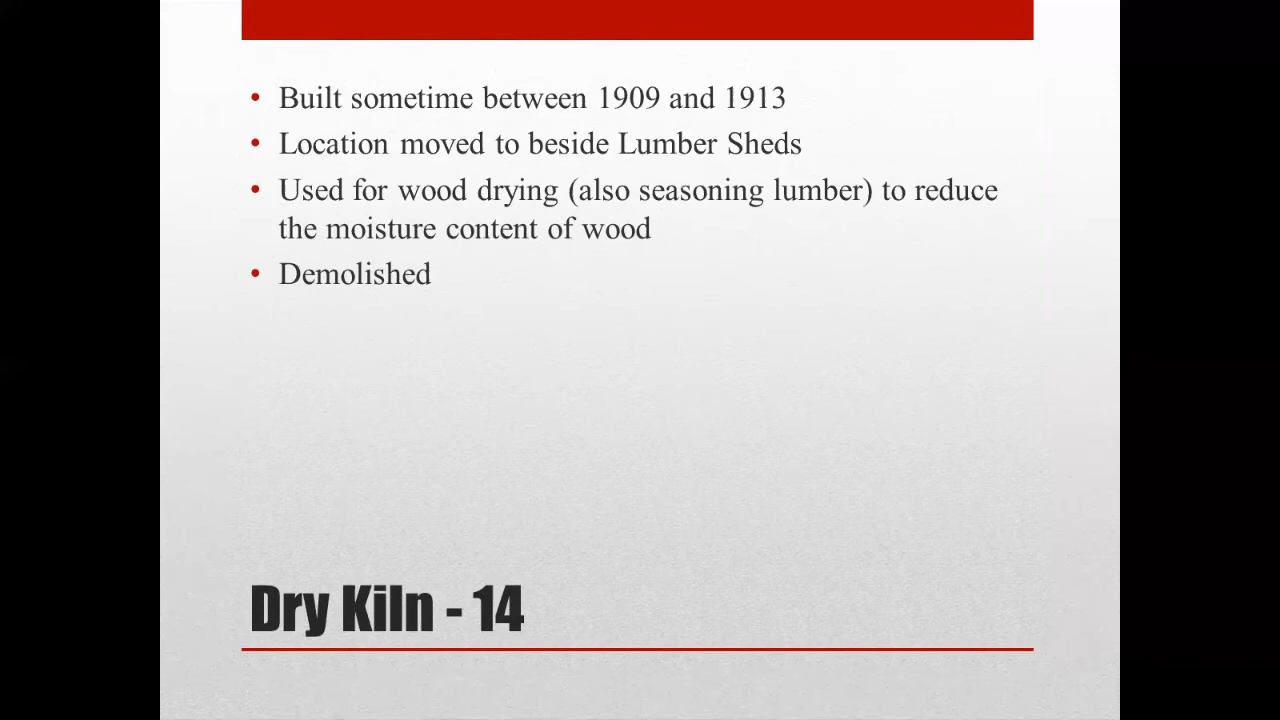 • Built sometime between 1909 and 1913
• Location moved to beside Lumber Sheds
• Used for wood drying (also seasoning lumber) to reduce
the moisture content of wood
• Demolished
Dry Kiln - 14